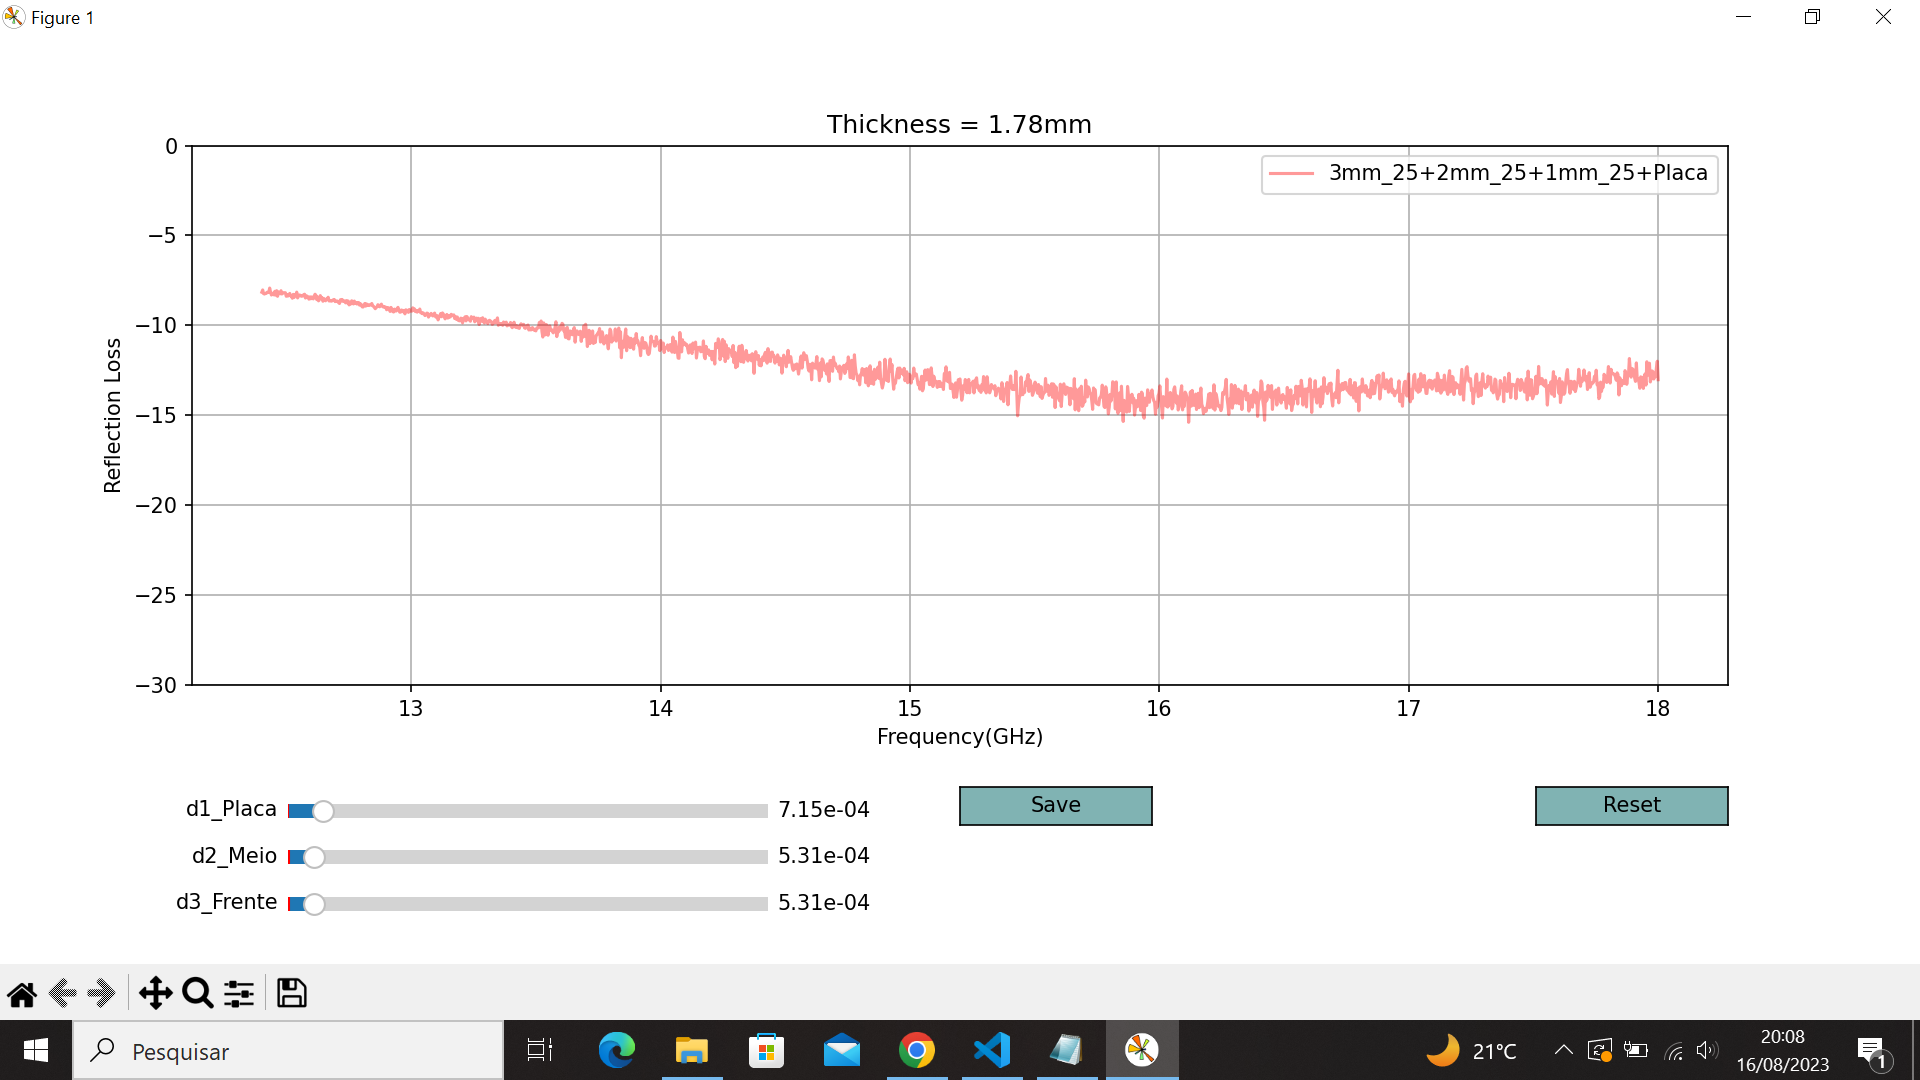 Figure 1
Thickness = 1.78mm
3mm_25+2mm_25+1mm_25+Placa
Reflection Loss
0
−5
−10
−15
−20
−25
−30
13 14 15 16 17 18
Frequency(GHz)
d1_Placa 7.15e-04
d2_Meio 5.31e-04
d3_Frente 5.31e-04
Save
Reset
Pesquisar
21°C
20:08
16/08/2023
1